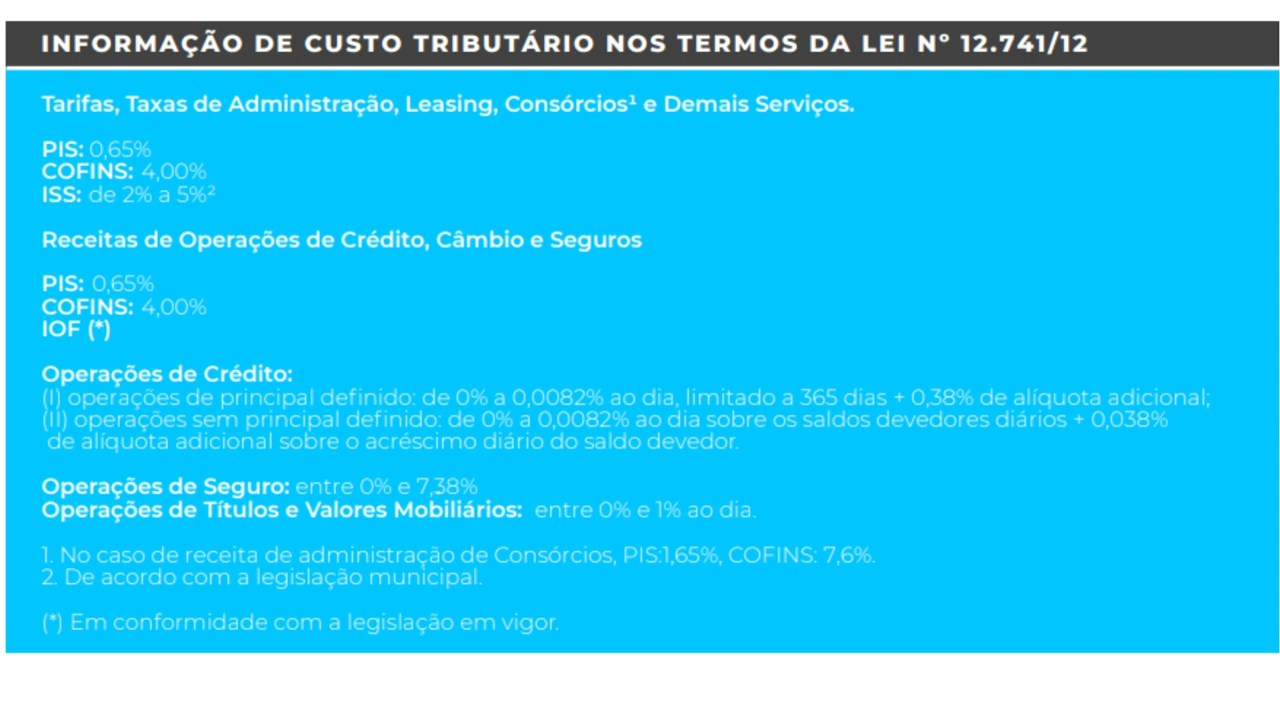 INFORMAÇÃO DE CUSTO TRIBUTÁRIO NOS TERMOS DA LEI Nº 12.741/12
Tarifas, Taxas de Administração, Leasing, Consórcios¹ e Demais Serviços.
PIS: 0,65%
COFINS: 4,00%
ISS: de 2% a 5%²
Receitas de Operações de Crédito, Câmbio e Seguros
PIS: 0,65%
COFINS: 4,00%
IOF (*)
Operações de Crédito:
(I) operações de principal definido: de 0% a 0,0082% ao dia, limitado a 365 dias + 0,38% de alíquota adicional;
(II) operações sem principal definido: de 0% a 0,0082% ao dia sobre os saldos devedores diários + 0,038%
de alíquota adicional sobre o acréscimo diário do saldo devedor.
Operações de Seguro: entre 0% e 7,38%
Operações de Títulos e Valores Mobiliários: entre 0% e 1% ao dia.
1. No caso de receita de administração de Consórcios, PIS:1,65%, COFINS: 7,6%.
2. De acordo com a legislação municipal.
(*) Em conformidade com a legislação em vigor.